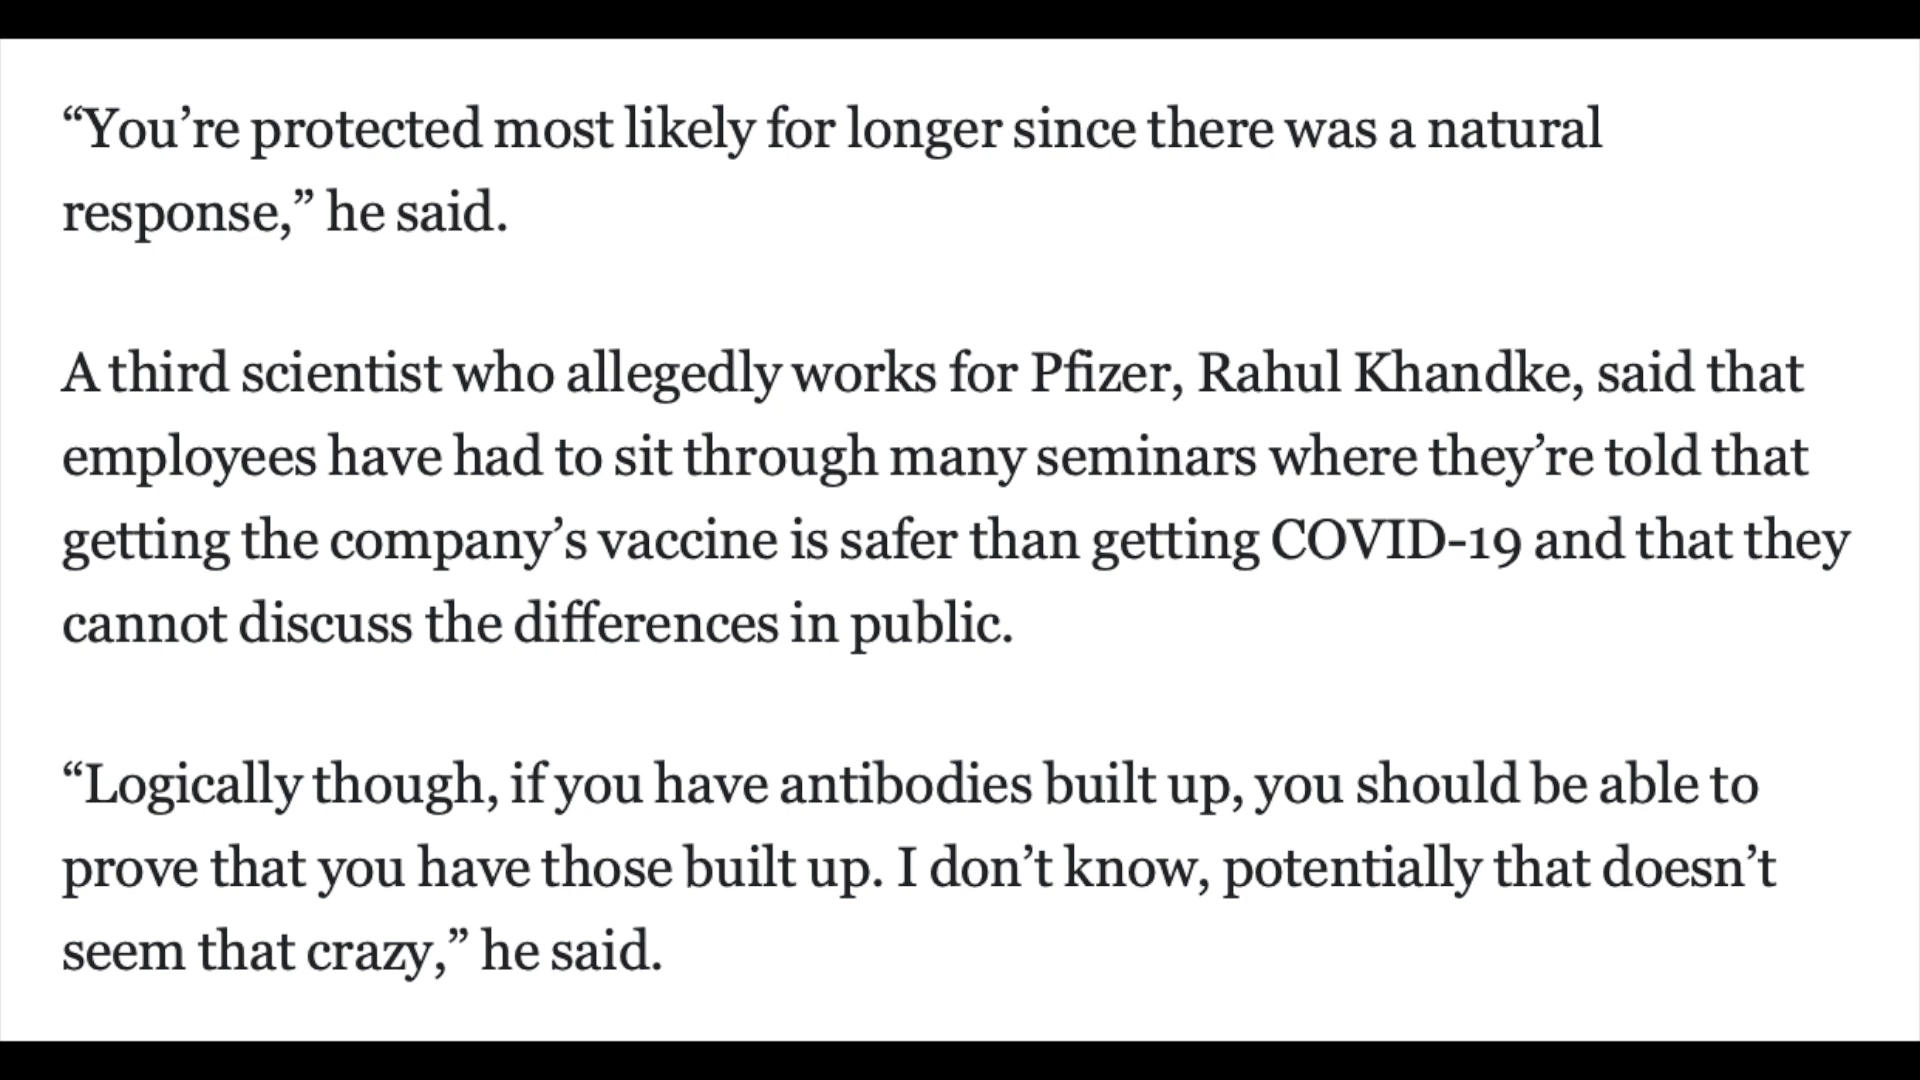 “You’re protected most likely for longer since there was a natural
response,” he said.
A third scientist who allegedly works for Pfizer, Rahul Khandke, said that
employees have had to sit through many seminars where they’re told that
getting the company’s vaccine is safer than getting COVID-19 and that they
cannot discuss the differences in public.
“Logically though, if you have antibodies built up, you should be able to
prove that you have those built up. I don’t know, potentially that doesn’t
seem that crazy,” he said.